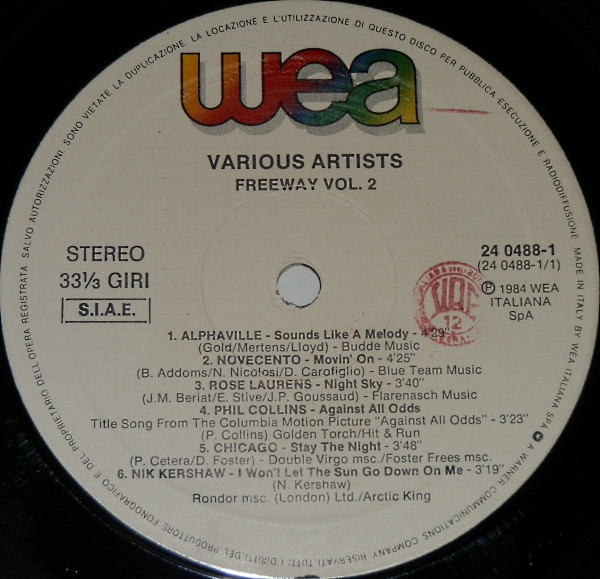 wea
VARIOUS ARTISTS
FREEWAY VOL. 2
STEREO
33⅓ GIRI
S.I.A.E.
24 0488-1
(24 0488-1/1)
Ⓟ 1984 WEA
ITALIANA
SpA
12
1. ALPHAVILLE - Sounds Like A Melody - 4'29"
(Gold/Mertens/Lloyd) - Budde Music
2. NOVECENTO - Movin' On - 4'25"
(B. Addoms/N. Nicolosi/D. Carofiglio) - Blue Team Music
3. ROSE LAURENS - Night Sky - 3'40"
(J.M. Beriat/E. Stive/J.P. Goussaud) - Flarenasch Music
4. PHIL COLLINS - Against All Odds
Title Song From The Columbia Motion Picture "Against All Odds" - 3'23"
(P. Collins) Golden Torch/Hit & Run
5. CHICAGO - Stay The Night - 3'48"
(P. Cetera/D. Foster) - Double Virgo msc./Foster Frees msc.
6. NIK KERSHAW - I Won't Let The Sun Go Down On Me - 3'19"
(N. Kershaw)
Rondor msc. (London) Ltd./Arctic King
MADE IN ITALY BY WEA ITALIANA SPA A WARNER COMMUNICATIONS COMPANY RISERVATI TUTTI I DIRITTI DEL PRODUTTORE FONOGRAFICO E DEL PROPRIETARIO DELL'OPERA REGISTRATA SALVO AUTORIZZAZIONI. SONO VIETATE LA DUPLICAZIONE. LA LOCAZIONE E L'UTILIZZAZIONE DI QUESTO DISCO PER PUBBLICA ESECUZIONE E RADIODIFFUSIONE